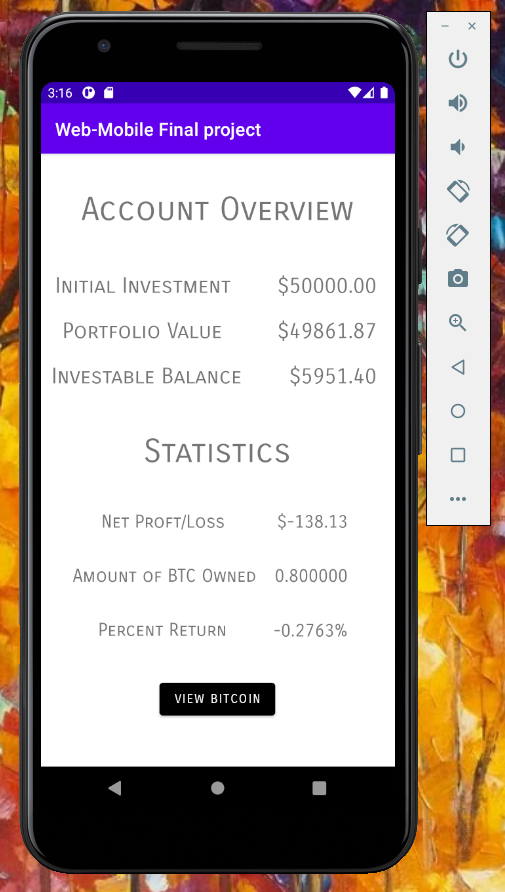 3:16
Web-Mobile Final project
Account Overview
Initial Investment $50000.00
Portfolio Value $49861.87
Investable Balance $5951.40
Statistics
Net Proft/Loss $-138.13
Amount of BTC Owned 0.800000
Percent Return -0.2763%
VIEW BITCOIN